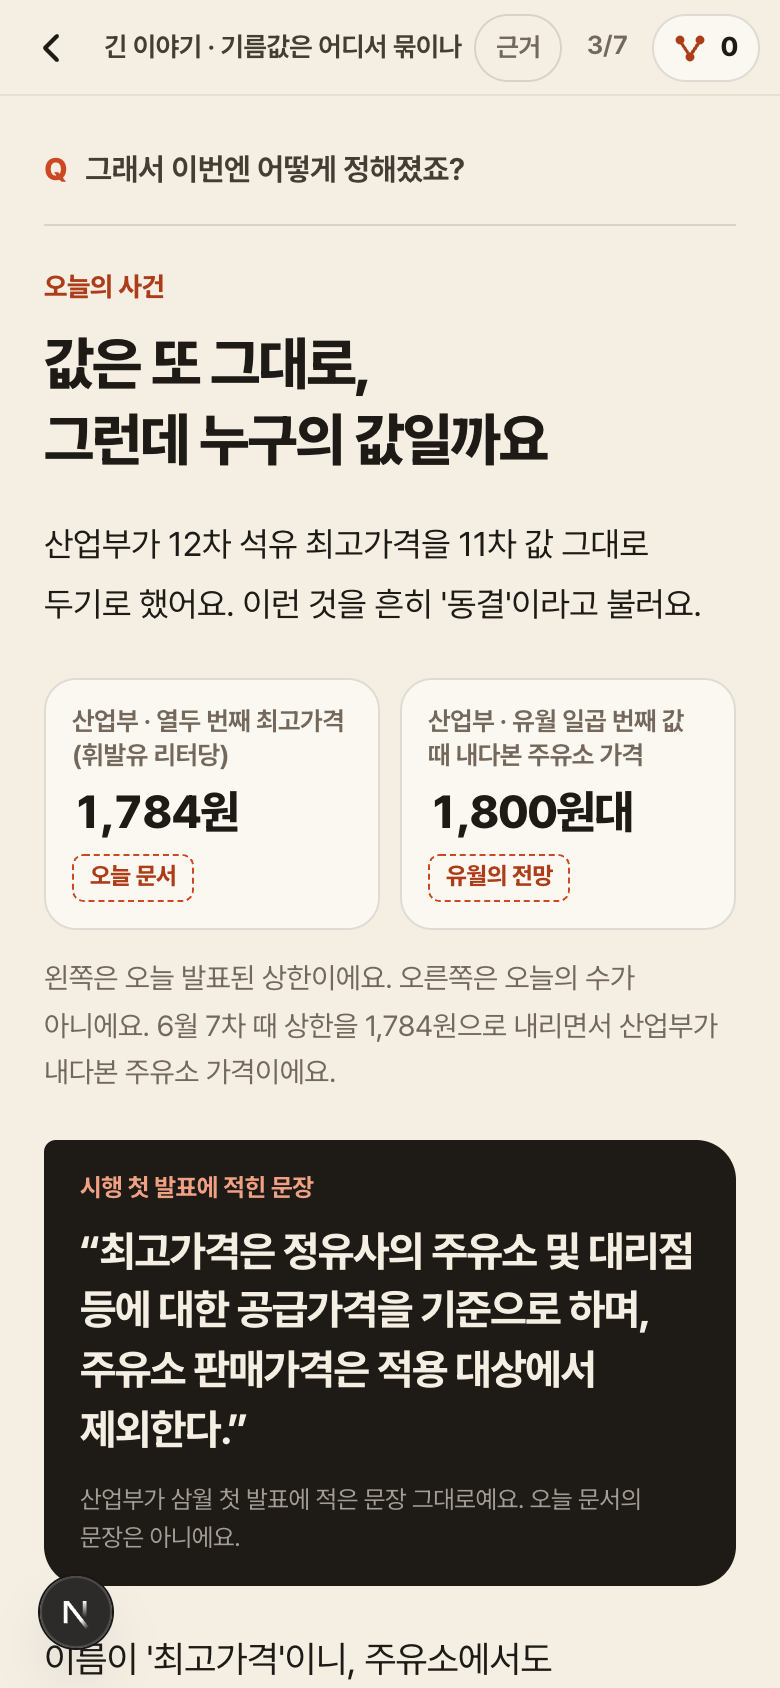 긴 이야기 · 기름값은 어디서 묶이나 근거 3/7 0
Q 그래서 이번엔 어떻게 정해졌죠?
오늘의 사건
값은 또 그대로,
그런데 누구의 값일까요
산업부가 12차 석유 최고가격을 11차 값 그대로
두기로 했어요. 이런 것을 흔히 '동결'이라고 불러요.
산업부 · 열두 번째 최고가격
(휘발유 리터당)
1,784원
오늘 문서
산업부 · 유월 일곱 번째 값
때 내다본 주유소 가격
1,800원대
유월의 전망
왼쪽은 오늘 발표된 상한이에요. 오른쪽은 오늘의 수가
아니에요. 6월 7차 때 상한을 1,784원으로 내리면서 산업부가
내다본 주유소 가격이에요.
시행 첫 발표에 적힌 문장
“최고가격은 정유사의 주유소 및 대리점
등에 대한 공급가격을 기준으로 하며,
주유소 판매가격은 적용 대상에서
제외한다.”
산업부가 삼월 첫 발표에 적은 문장 그대로예요. 오늘 문서의
문장은 아니에요.
N
이름이 '최고가격'이니, 주유소에서도